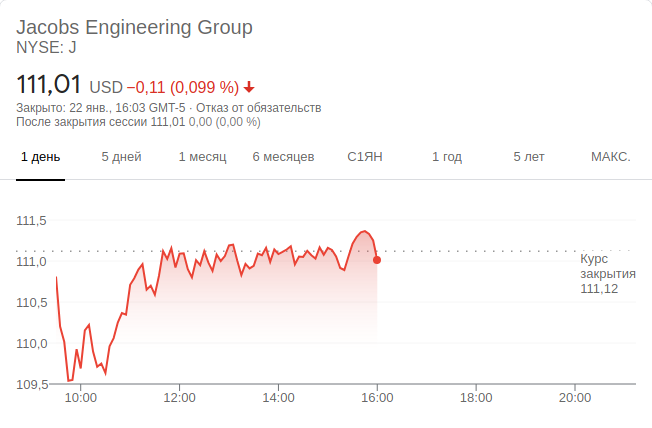 Jacobs Engineering Group
NYSE: J
111,01 USD −0,11 (0,099 %)
Закрыто: 22 янв., 16:03 GMT-5 · Отказ от обязательств
После закрытия сессии 111,01 0,00 (0,00 %)
1 день 5 дней 1 месяц 6 месяцев С1ЯН 1 год 5 лет МАКС.
111,5
111,0
110,5
110,0
109,5
Курс
закрытия
111,12
10:00 12:00 14:00 16:00 18:00 20:00